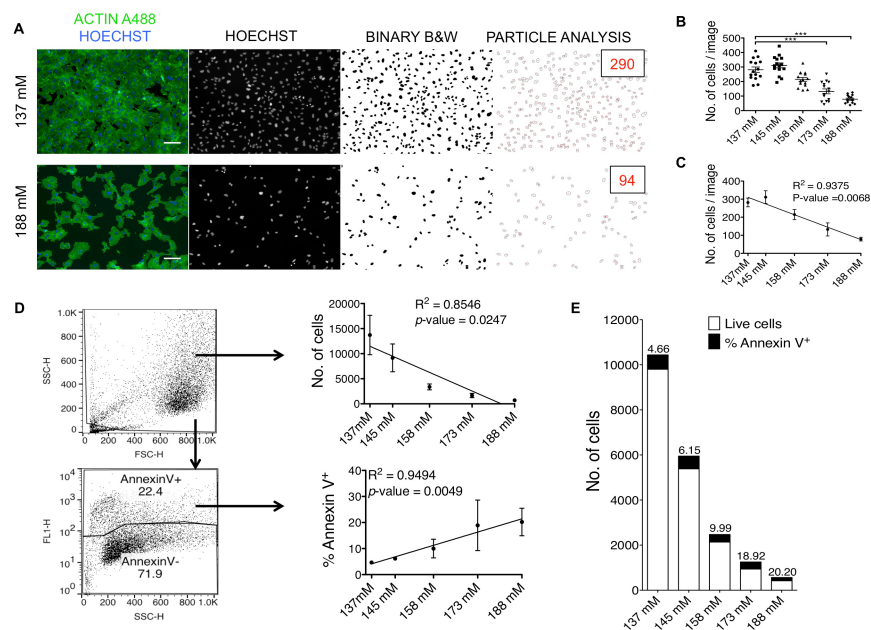 A
ACTIN A488
HOECHST
HOECHST
BINARY B&W
PARTICLE ANALYSIS
137 mM
290
188 mM
94
B
No. of cells / image
500
400
300
200
100
0
***
***
137 mM
145 mM
158 mM
173 mM
188 mM
C
No. of cells / image
400
300
200
100
0
R² = 0.9375
P-value =0.0068
137mM
145 mM
158 mM
173 mM
188 mM
D
SSC-H
1.0K
800
600
400
200
0
0 200 400 600 800 1.0K
FSC-H
FL1-H
10⁴
10³
10²
10¹
10⁰
AnnexinV+
22.4
AnnexinV-
71.9
0 200 400 600 800 1.0K
SSC-H
No. of cells
20000
15000
10000
5000
0
R² = 0.8546
p-value = 0.0247
137mM
145 mM
158 mM
173 mM
188 mM
% Annexin V⁺
40
30
20
10
0
R² = 0.9494
p-value = 0.0049
137mM
145 mM
158 mM
173 mM
188 mM
E
No. of cells
12000
10000
8000
6000
4000
2000
0
Live cells
% Annexin V⁺
4.66
6.15
9.99
18.92
20.20
137 mM
145 mM
158 mM
173 mM
188 mM